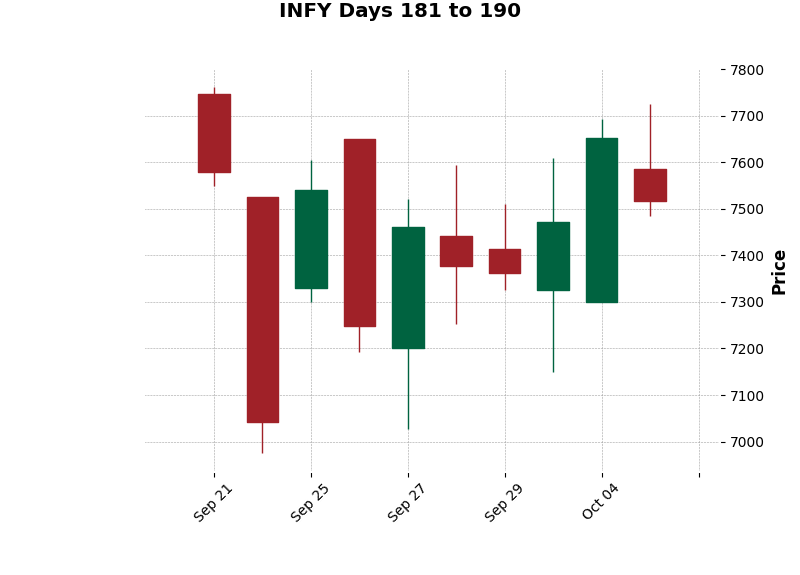 INFY Days 181 to 190
7800
7700
7600
7500
7400
7300
7200
7100
7000
Price
Sep 21
Sep 25
Sep 27
Sep 29
Oct 04